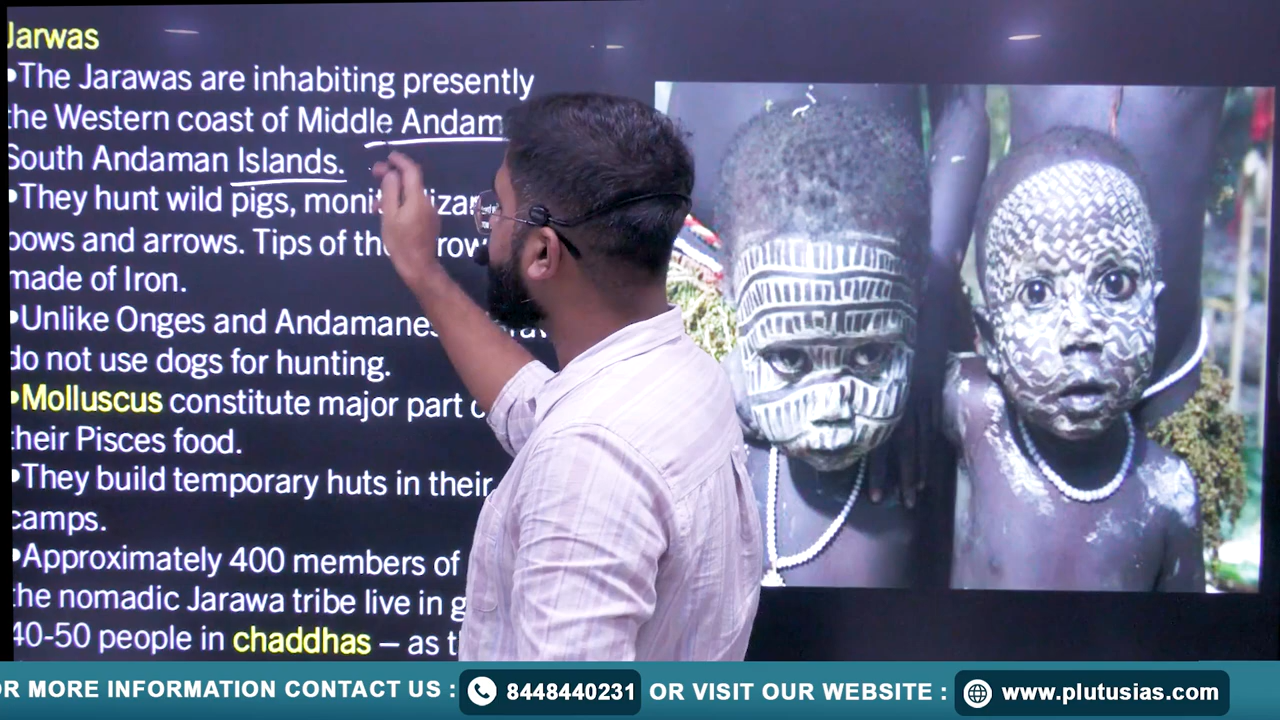 Jarwas
•The Jarawas are inhabiting presently
the Western coast of Middle
South Andaman Islands.
•They hunt wild pigs,
bows and arrows. Tips of
made of Iron.
•Unlike Onges and
do not use dogs for hunting.
•Molluscus constitute major part
their Pisces food.
•They build temporary huts in their
camps.
•Approximately 400 members of
the nomadic Jarawa tribe live in
40-50 people in chaddhas – as
OR MORE INFORMATION CONTACT US : 8448440231 OR VISIT OUR WEBSITE : www.plutusias.com